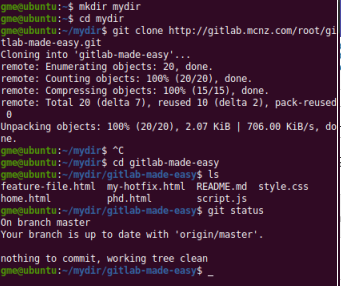 gme@ubuntu:~$ mkdir mydir
gme@ubuntu:~$ cd mydir
gme@ubuntu:~/mydir$ git clone http://gitlab.mcnz.com/root/gi
tlab-made-easy.git
Cloning into 'gitlab-made-easy'...
remote: Enumerating objects: 20, done.
remote: Counting objects: 100% (20/20), done.
remote: Compressing objects: 100% (15/15), done.
remote: Total 20 (delta 7), reused 10 (delta 2), pack-reused
 0
Unpacking objects: 100% (20/20), 2.07 KiB | 706.00 KiB/s, do
ne.
gme@ubuntu:~/mydir$ ^C
gme@ubuntu:~/mydir$ cd gitlab-made-easy
gme@ubuntu:~/mydir/gitlab-made-easy$ ls
feature-file.html  my-hotfix.html  README.md  style.css
home.html          phd.html        script.js
gme@ubuntu:~/mydir/gitlab-made-easy$ git status
On branch master
Your branch is up to date with 'origin/master'.

nothing to commit, working tree clean
gme@ubuntu:~/mydir/gitlab-made-easy$ _